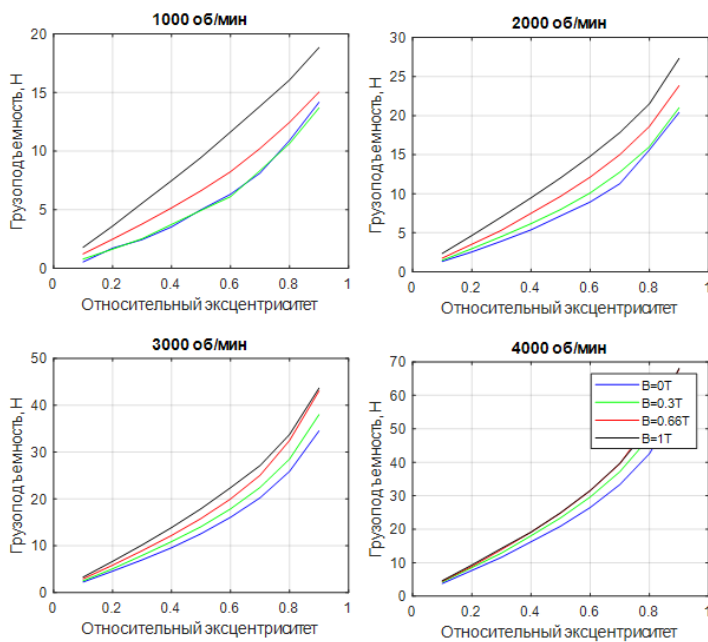 1000 об/мин
20
15
10
5
0
Грузоподъемность, Н
0 0.2 0.4 0.6 0.8 1
Относительный эксцентриситет
2000 об/мин
30
25
20
15
10
5
0
Грузоподъемность, Н
0 0.2 0.4 0.6 0.8 1
Относительный эксцентриситет
3000 об/мин
50
40
30
20
10
0
Грузоподъемность, Н
0 0.2 0.4 0.6 0.8 1
Относительный эксцентриситет
4000 об/мин
70
60
50
40
30
20
10
0
Грузоподъемность, Н
B=0T
B=0.3T
B=0.66T
B=1T
0 0.2 0.4 0.6 0.8 1
Относительный эксцентриситет